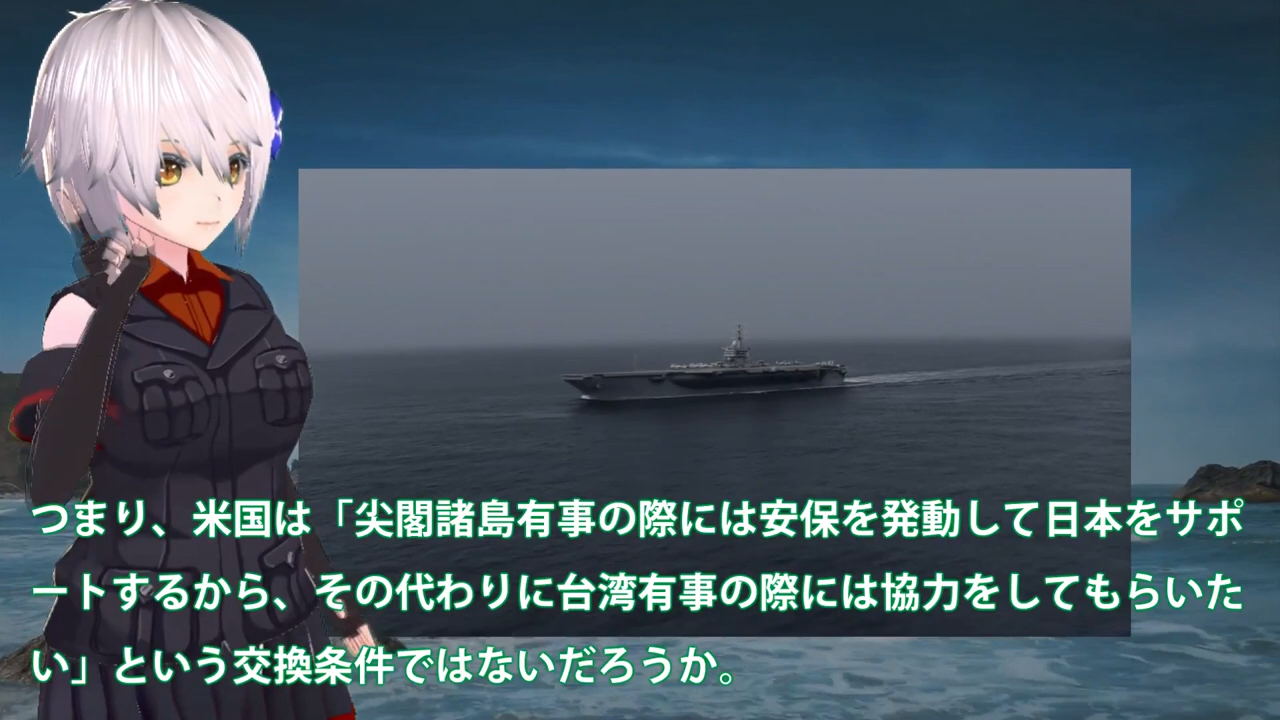 つまり、米国は「尖閣諸島有事の際には安保を発動して日本をサポ
ートするから、その代わりに台湾有事の際には協力をしてもらいた
い」という交換条件ではないだろうか。